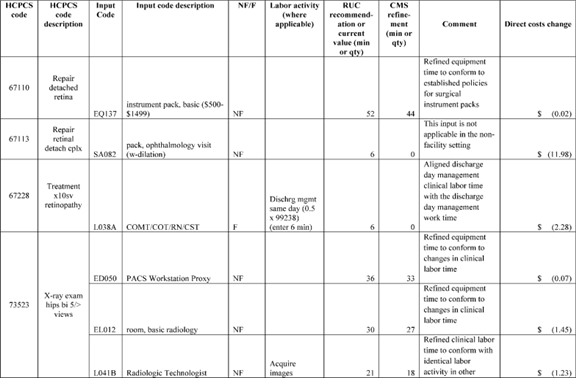 HCPCS code
HCPCS code description
Input Code
Input code description
NF/F
Labor activity (where applicable)
RUC recommend-ation or current value (min or qty)
CMS refine-ment (min or qty)
Comment
Direct costs change
67110
Repair detached retina
EQ137
instrument pack, basic ($500-$1499)
NF
52
44
Refined equipment time to conform to established policies for surgical instrument packs
$ (0.02)
67113
Repair retinal detach cplx
SA082
pack, ophthalmology visit (w-dilation)
NF
6
0
This input is not applicable in the non-facility setting
$ (11.98)
67228
Treatment x10sv retinopathy
L038A
COMT/COT/RN/CST
F
Dischrg mgmt same day (0.5 x 99238) (enter 6 min)
6
0
Aligned discharge day management clinical labor time with the discharge day management work time
$ (2.28)
73523
X-ray exam hips bi 5/> views
ED050
PACS Workstation Proxy
NF
36
33
Refined equipment time to conform to changes in clinical labor time
$ (0.07)
EL012
room, basic radiology
NF
30
27
Refined equipment time to conform to changes in clinical labor time
$ (1.45)
L041B
Radiologic Technologist
NF
Acquire images
21
18
Refined clinical labor time to conform with identical labor activity in other
$ (1.23)